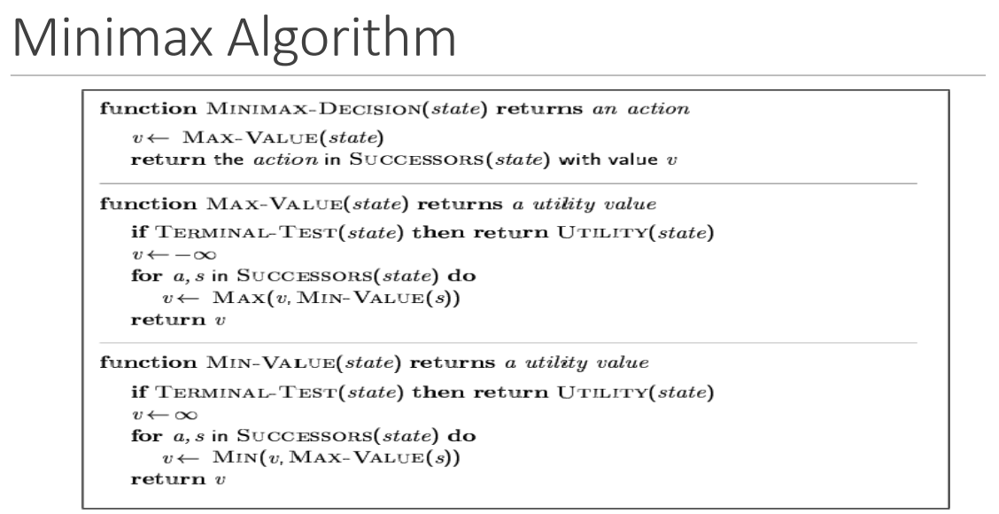 Minimax Algorithm
function MINIMAX-DECISION(state) returns an action
v ← MAX-VALUE(state)
return the action in SUCCESSORS(state) with value v
function MAX-VALUE(state) returns a utility value
if TERMINAL-TEST(state) then return UTILITY(state)
v ← −∞
for a, s in SUCCESSORS(state) do
v ← MAX(v, MIN-VALUE(s))
return v
function MIN-VALUE(state) returns a utility value
if TERMINAL-TEST(state) then return UTILITY(state)
v ← ∞
for a, s in SUCCESSORS(state) do
v ← MIN(v, MAX-VALUE(s))
return v